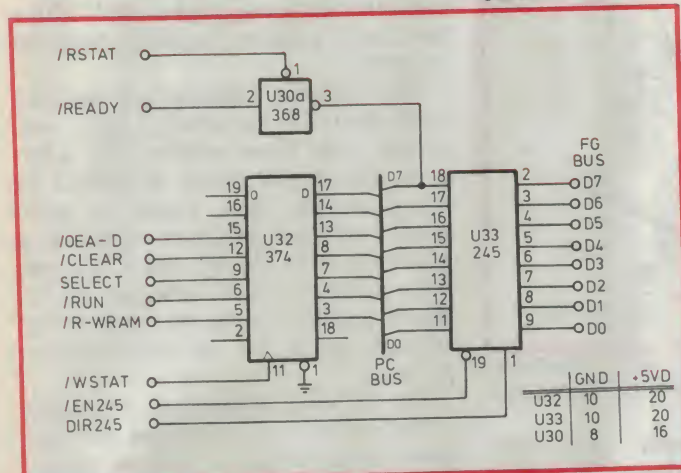 /RSTAT
1
/READY
2
U30a
368
3
FG
BUS
D7
19
O
D
17
18
2
D7
16
14
17
3
D6
/OEA-D
15
13
16
4
D5
/CLEAR
12
U32
374
8
15
U33
245
5
D4
SELECT
9
7
14
6
D3
/RUN
6
4
13
7
D2
/R-WRAM
5
3
12
8
D1
2
18
11
9
D0
D0
/WSTAT
11
1
PC
BUS
19
1
/EN245
DIR245
GND +5VD
U32 10 20
U33 10 20
U30 8 16